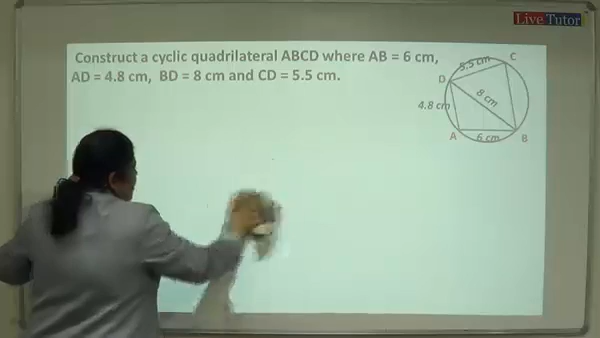 Live Tutor
Construct a cyclic quadrilateral ABCD where AB = 6 cm,
AD = 4.8 cm, BD = 8 cm and CD = 5.5 cm.
5.5 cm
C
D
8 cm
4.8 cm
A
6 cm
B